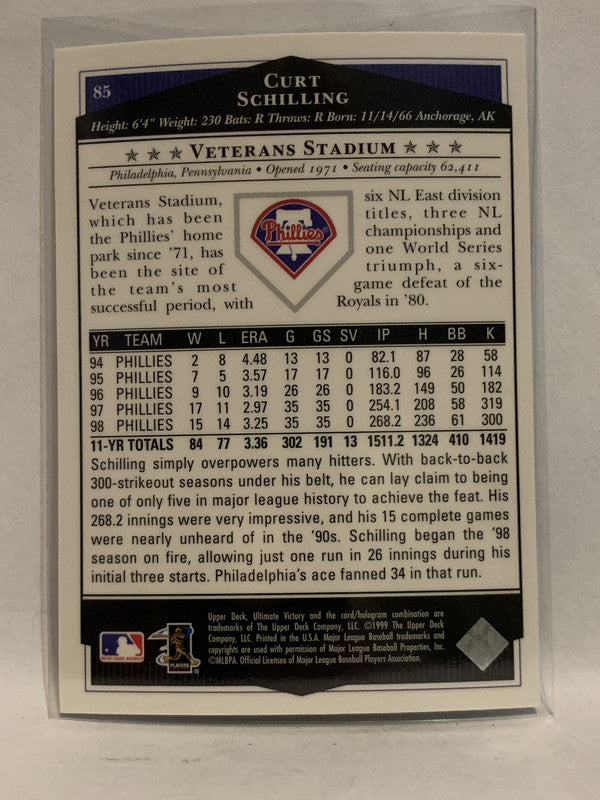 85
CURT
SCHILLING
Height: 6'4" Weight: 230 Bats: R Throws: R Born: 11/14/66 Anchorage, AK
VETERANS STADIUM
Philadelphia, Pennsylvania • Opened 1971 • Seating capacity 62,411
Veterans Stadium,
which has been
the Phillies' home
park since '71, has
been the site of
the team's most
successful period, with
Phillies
six NL East division
titles, three NL
championships and
one World Series
triumph, a six-
game defeat of the
Royals in '80.
YR TEAM W L ERA G GS SV IP H BB K
94 PHILLIES 2 8 4.48 13 13 0 82.1 87 28 58
95 PHILLIES 7 5 3.57 17 17 0 116.0 96 26 114
96 PHILLIES 9 10 3.19 26 26 0 183.2 149 50 182
97 PHILLIES 17 11 2.97 35 35 0 254.1 208 58 319
98 PHILLIES 15 14 3.25 35 35 0 268.2 236 61 300
11-YR TOTALS 84 77 3.36 302 191 13 1511.2 1324 410 1419
Schilling simply overpowers many hitters. With back-to-back
300-strikeout seasons under his belt, he can lay claim to being
one of only five in major league history to achieve the feat. His
268.2 innings were very impressive, and his 15 complete games
were nearly unheard of in the '90s. Schilling began the '98
season on fire, allowing just one run in 26 innings during his
initial three starts. Philadelphia's ace fanned 34 in that run.
Upper Deck, Ultimate Victory and the card/hologram combination are
trademarks of The Upper Deck Company, LLC. ©1999 The Upper Deck
Company, LLC. Printed in the U.S.A. Major League Baseball trademarks and
copyrights are used with permission of Major League Baseball Properties, Inc.
©MLBPA. Official Licensee of Major League Baseball Players Association.
PLAYERS